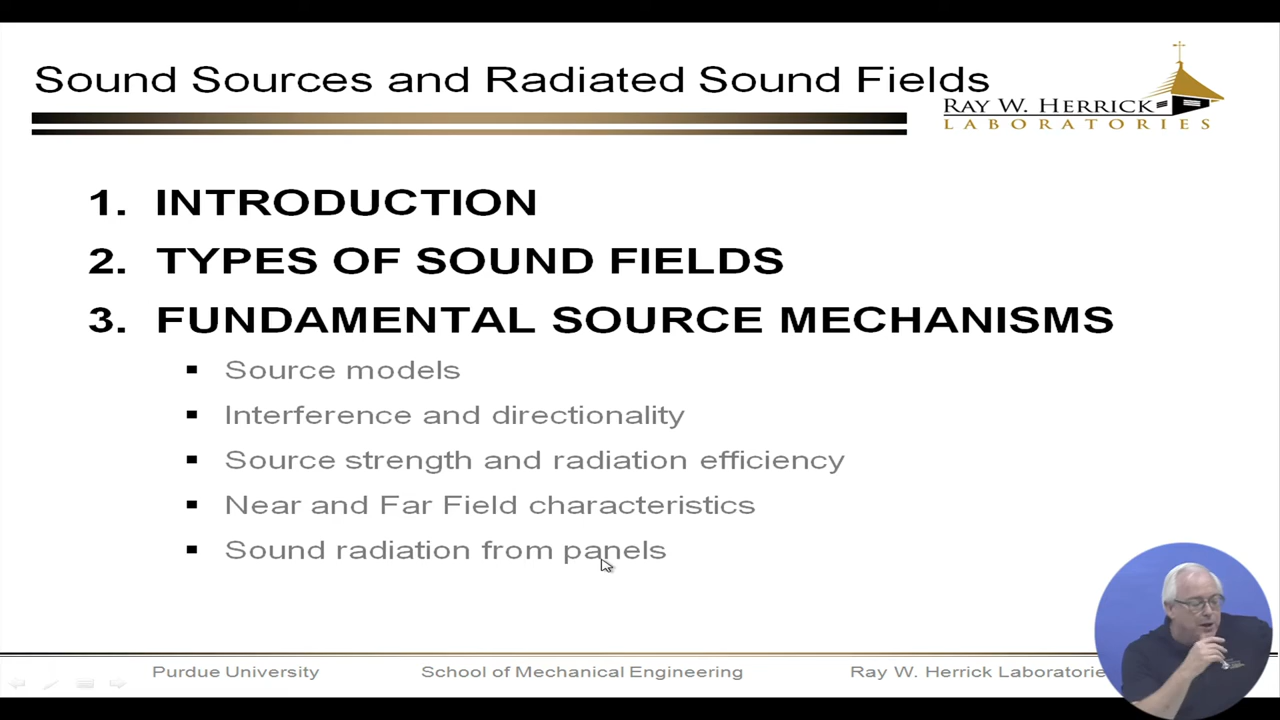 Sound Sources and Radiated Sound Fields
RAY W. HERRICK
LABORATORIES
1. INTRODUCTION
2. TYPES OF SOUND FIELDS
3. FUNDAMENTAL SOURCE MECHANISMS
▪ Source models
▪ Interference and directionality
▪ Source strength and radiation efficiency
▪ Near and Far Field characteristics
▪ Sound radiation from panels
Purdue University School of Mechanical Engineering Ray W. Herrick Laboratorie